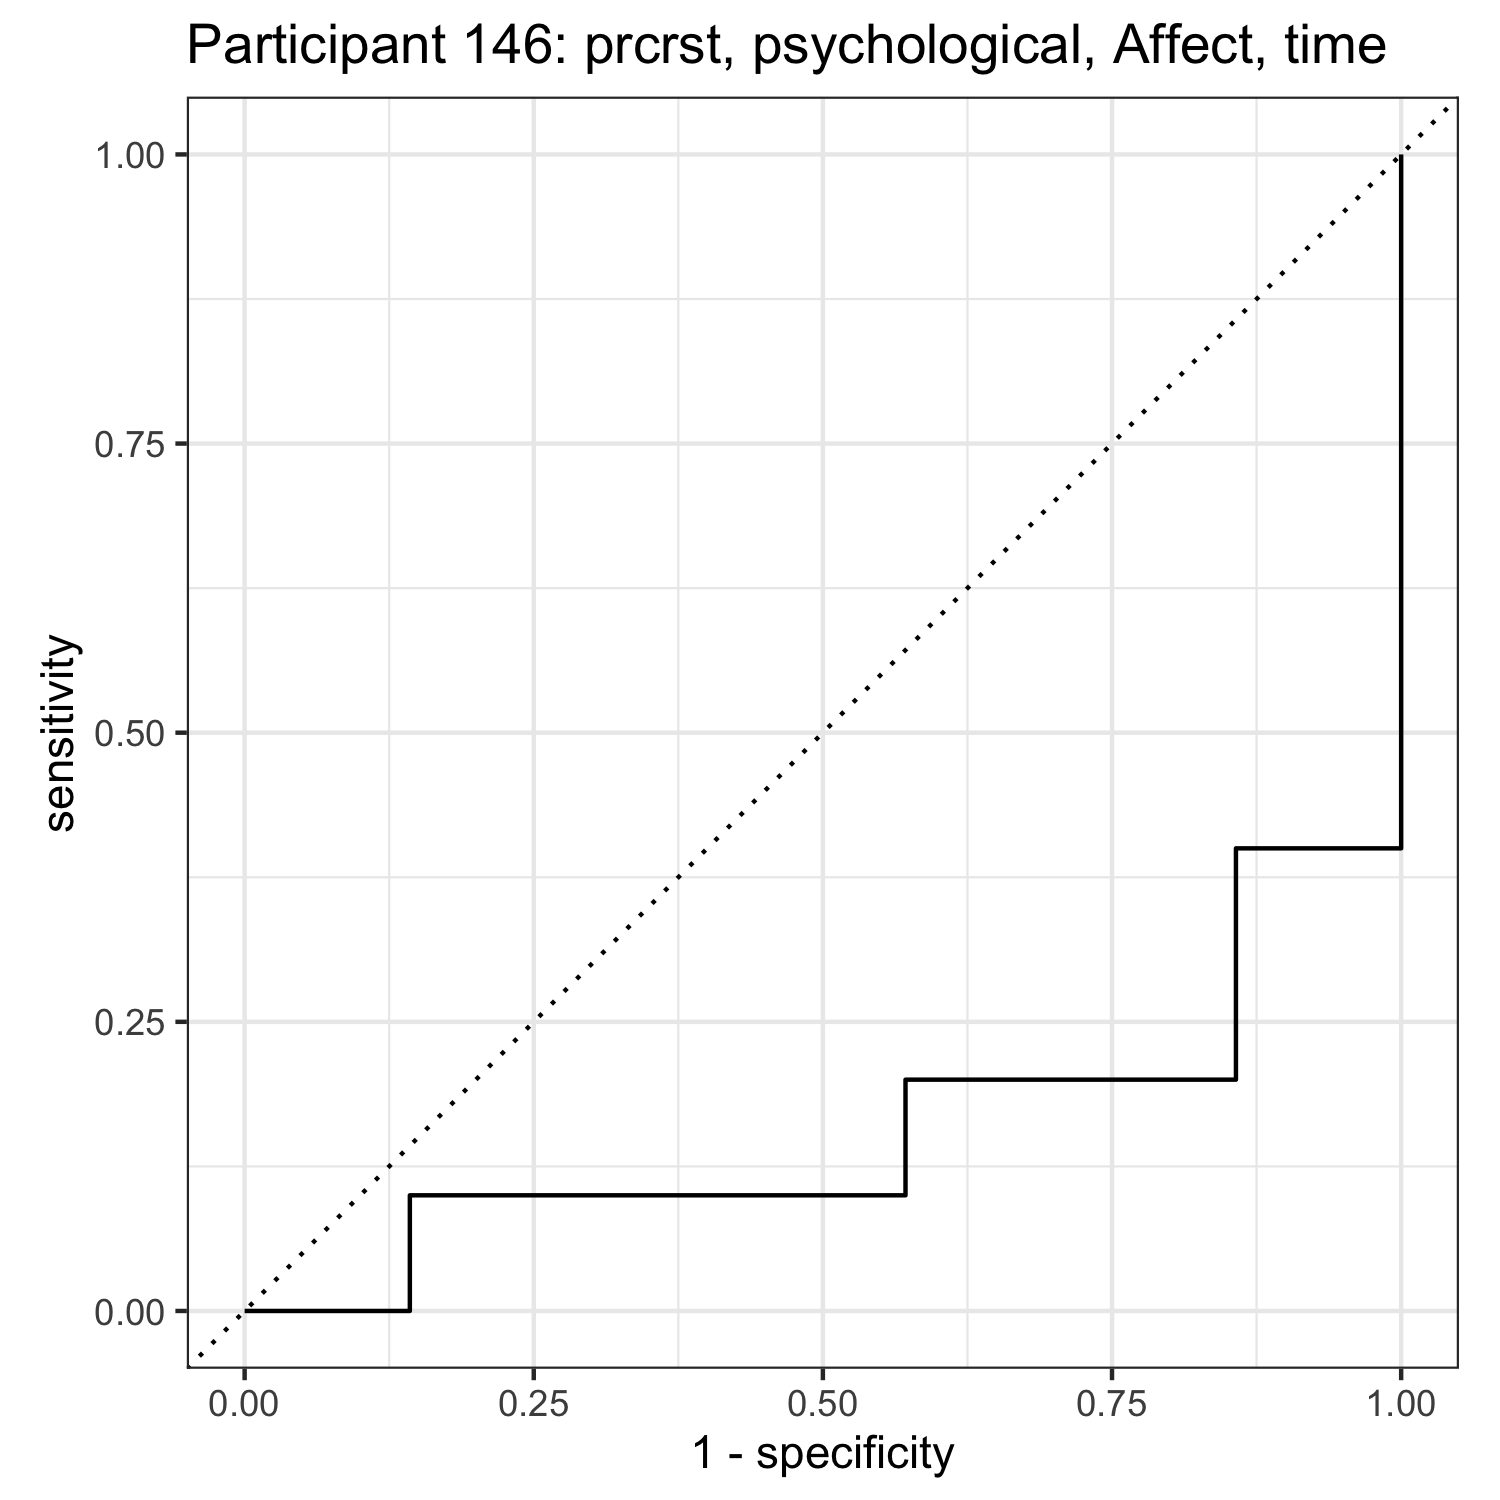 Participant 146: prcrst, psychological, Affect, time
1.00
0.75
0.50
0.25
0.00
sensitivity
0.00 0.25 0.50 0.75 1.00
1 - specificity